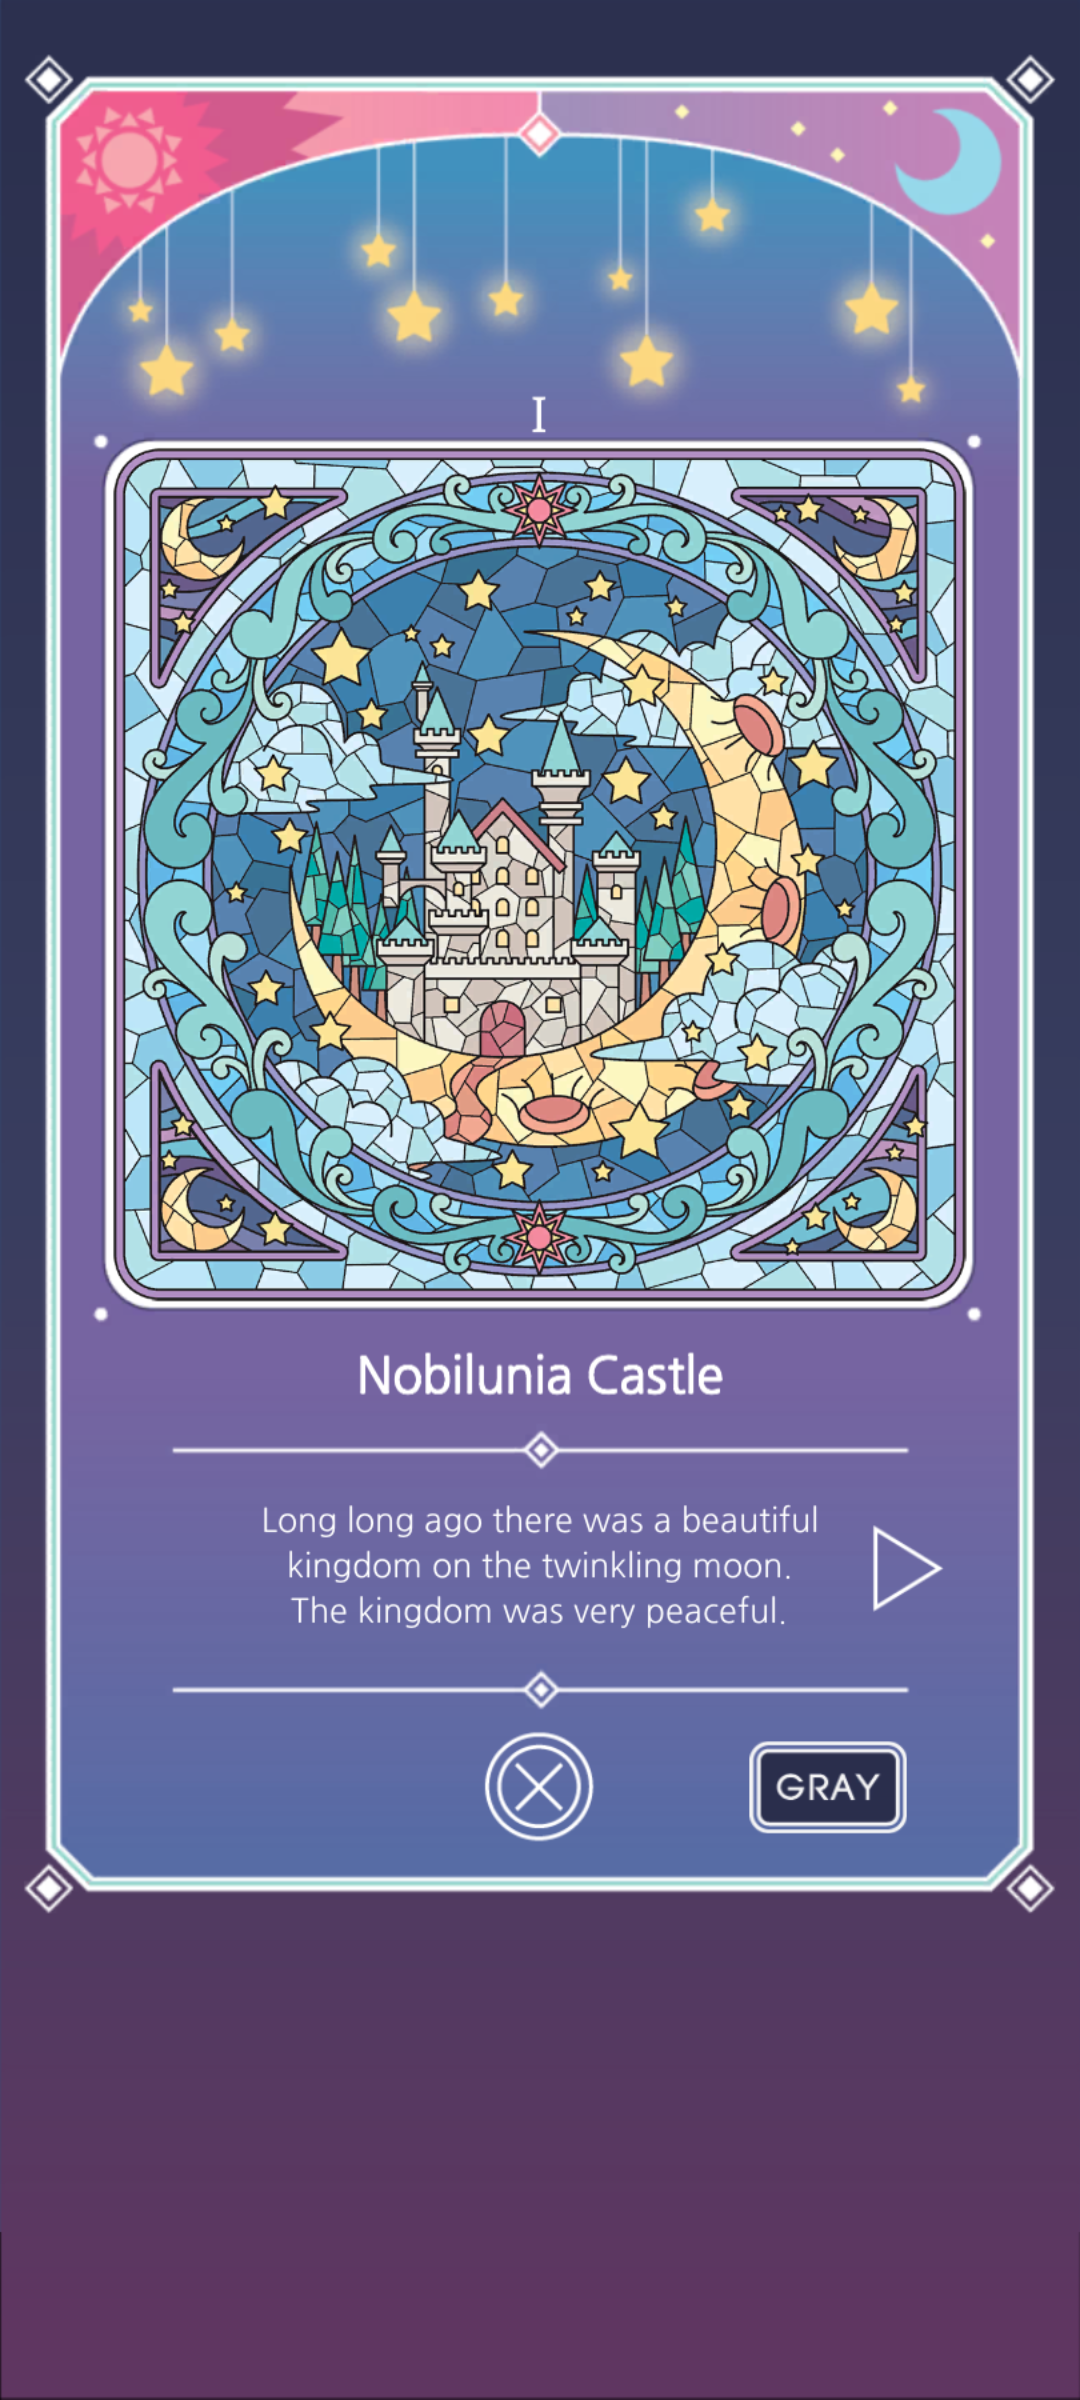 I
Nobilunia Castle
Long long ago there was a beautiful
kingdom on the twinkling moon.
The kingdom was very peaceful.
GRAY